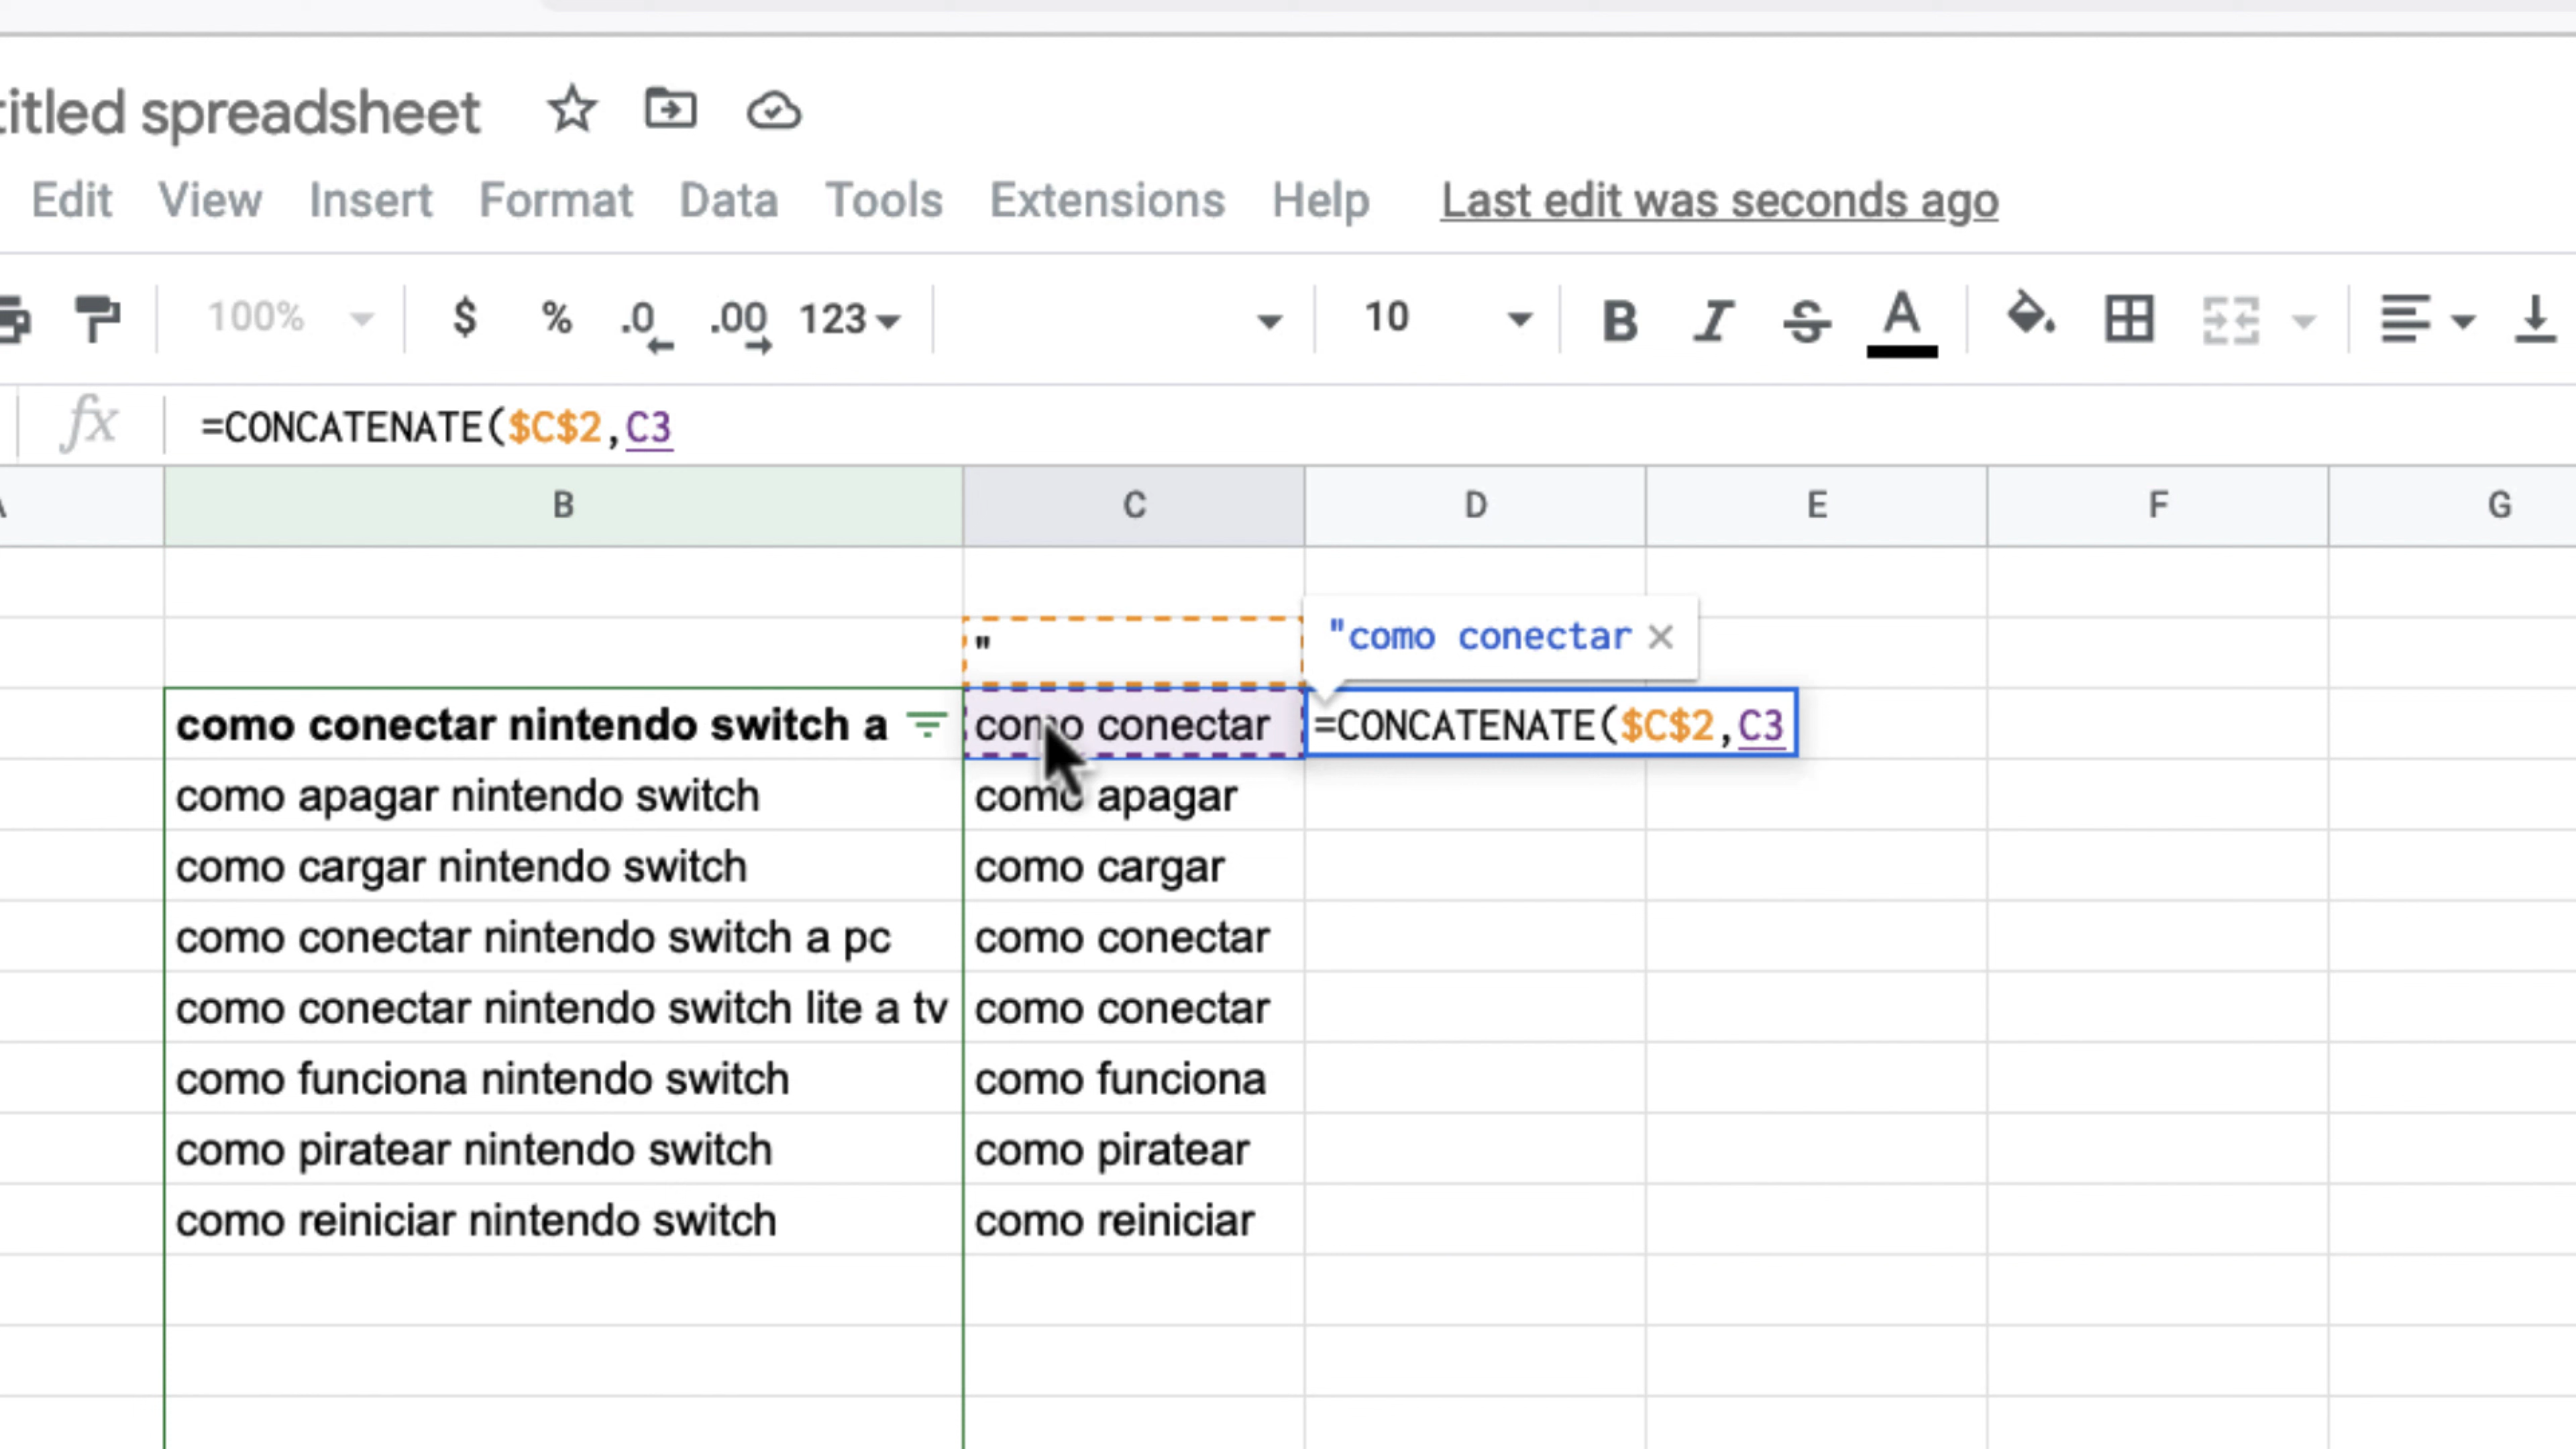 titled spreadsheet
Edit View Insert Format Data Tools Extensions Help Last edit was seconds ago
100% $ % .0 .00 123 10 B I S A
fx =CONCATENATE($C$2,C3
A B C D E F G
" "como conectar ×
como conectar nintendo switch a como conectar =CONCATENATE($C$2,C3
como apagar nintendo switch como apagar
como cargar nintendo switch como cargar
como conectar nintendo switch a pc como conectar
como conectar nintendo switch lite a tv como conectar
como funciona nintendo switch como funciona
como piratear nintendo switch como piratear
como reiniciar nintendo switch como reiniciar